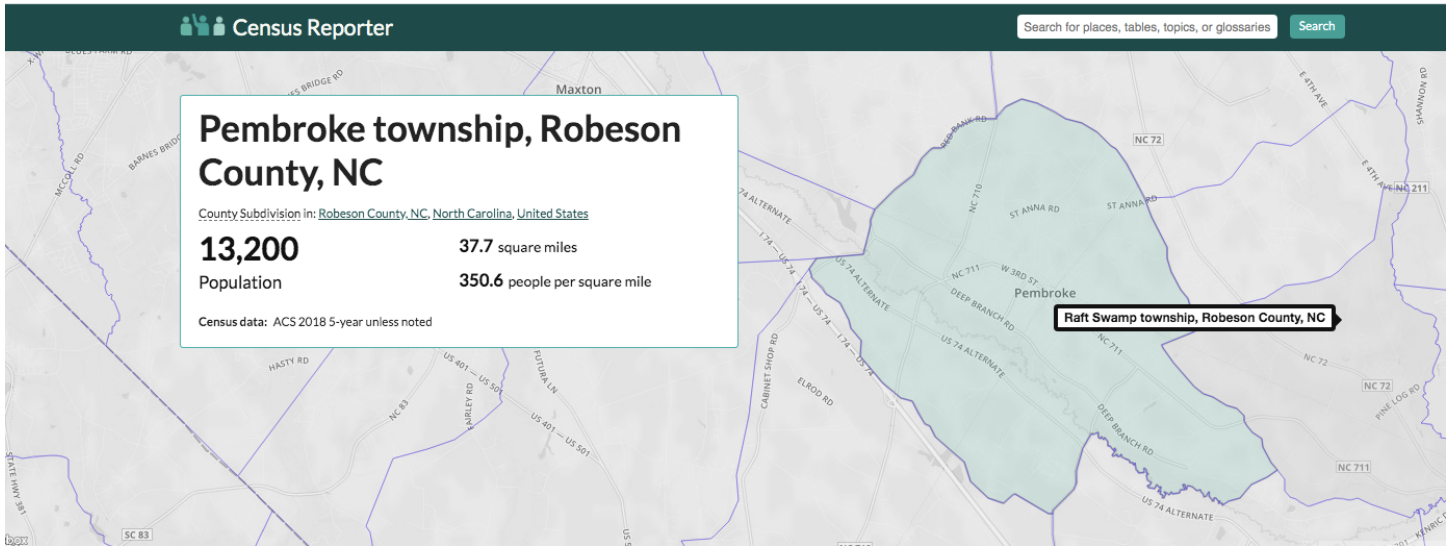 Census Reporter
Search for places, tables, topics, or glossaries
Search
Pembroke township, Robeson
County, NC
County Subdivision in: Robeson County, NC, North Carolina, United States
13,200
Population
37.7 square miles
350.6 people per square mile
Census data: ACS 2018 5-year unless noted
Maxton
BARNES BRIDGE
MCCOLL RD
RED BANK RD
NC 72
E 4TH AVE
SHANNON RD
E 4TH AVE
NC 211
74 ALTERNATE
I 74 — US 74
NC 710
ST ANNA RD
ST ANNA RD
US 74 ALTERNATE
NC 711
W 3RD ST
Pembroke
DEEP BRANCH RD
Raft Swamp township, Robeson County, NC
I 74 — US 74
US 74 ALTERNATE
NC 711
NC 72
NC 72
PINE LOG RD
HASTY RD
US 401 — US 501
FUTURA LN
FAIRLEY RD
NC 83
US 401 — US 501
CABINET SHOP RD
ELROD RD
DEEP BRANCH RD
NC 711
US 74 ALTERNATE
STATE HWY 381
SC 83